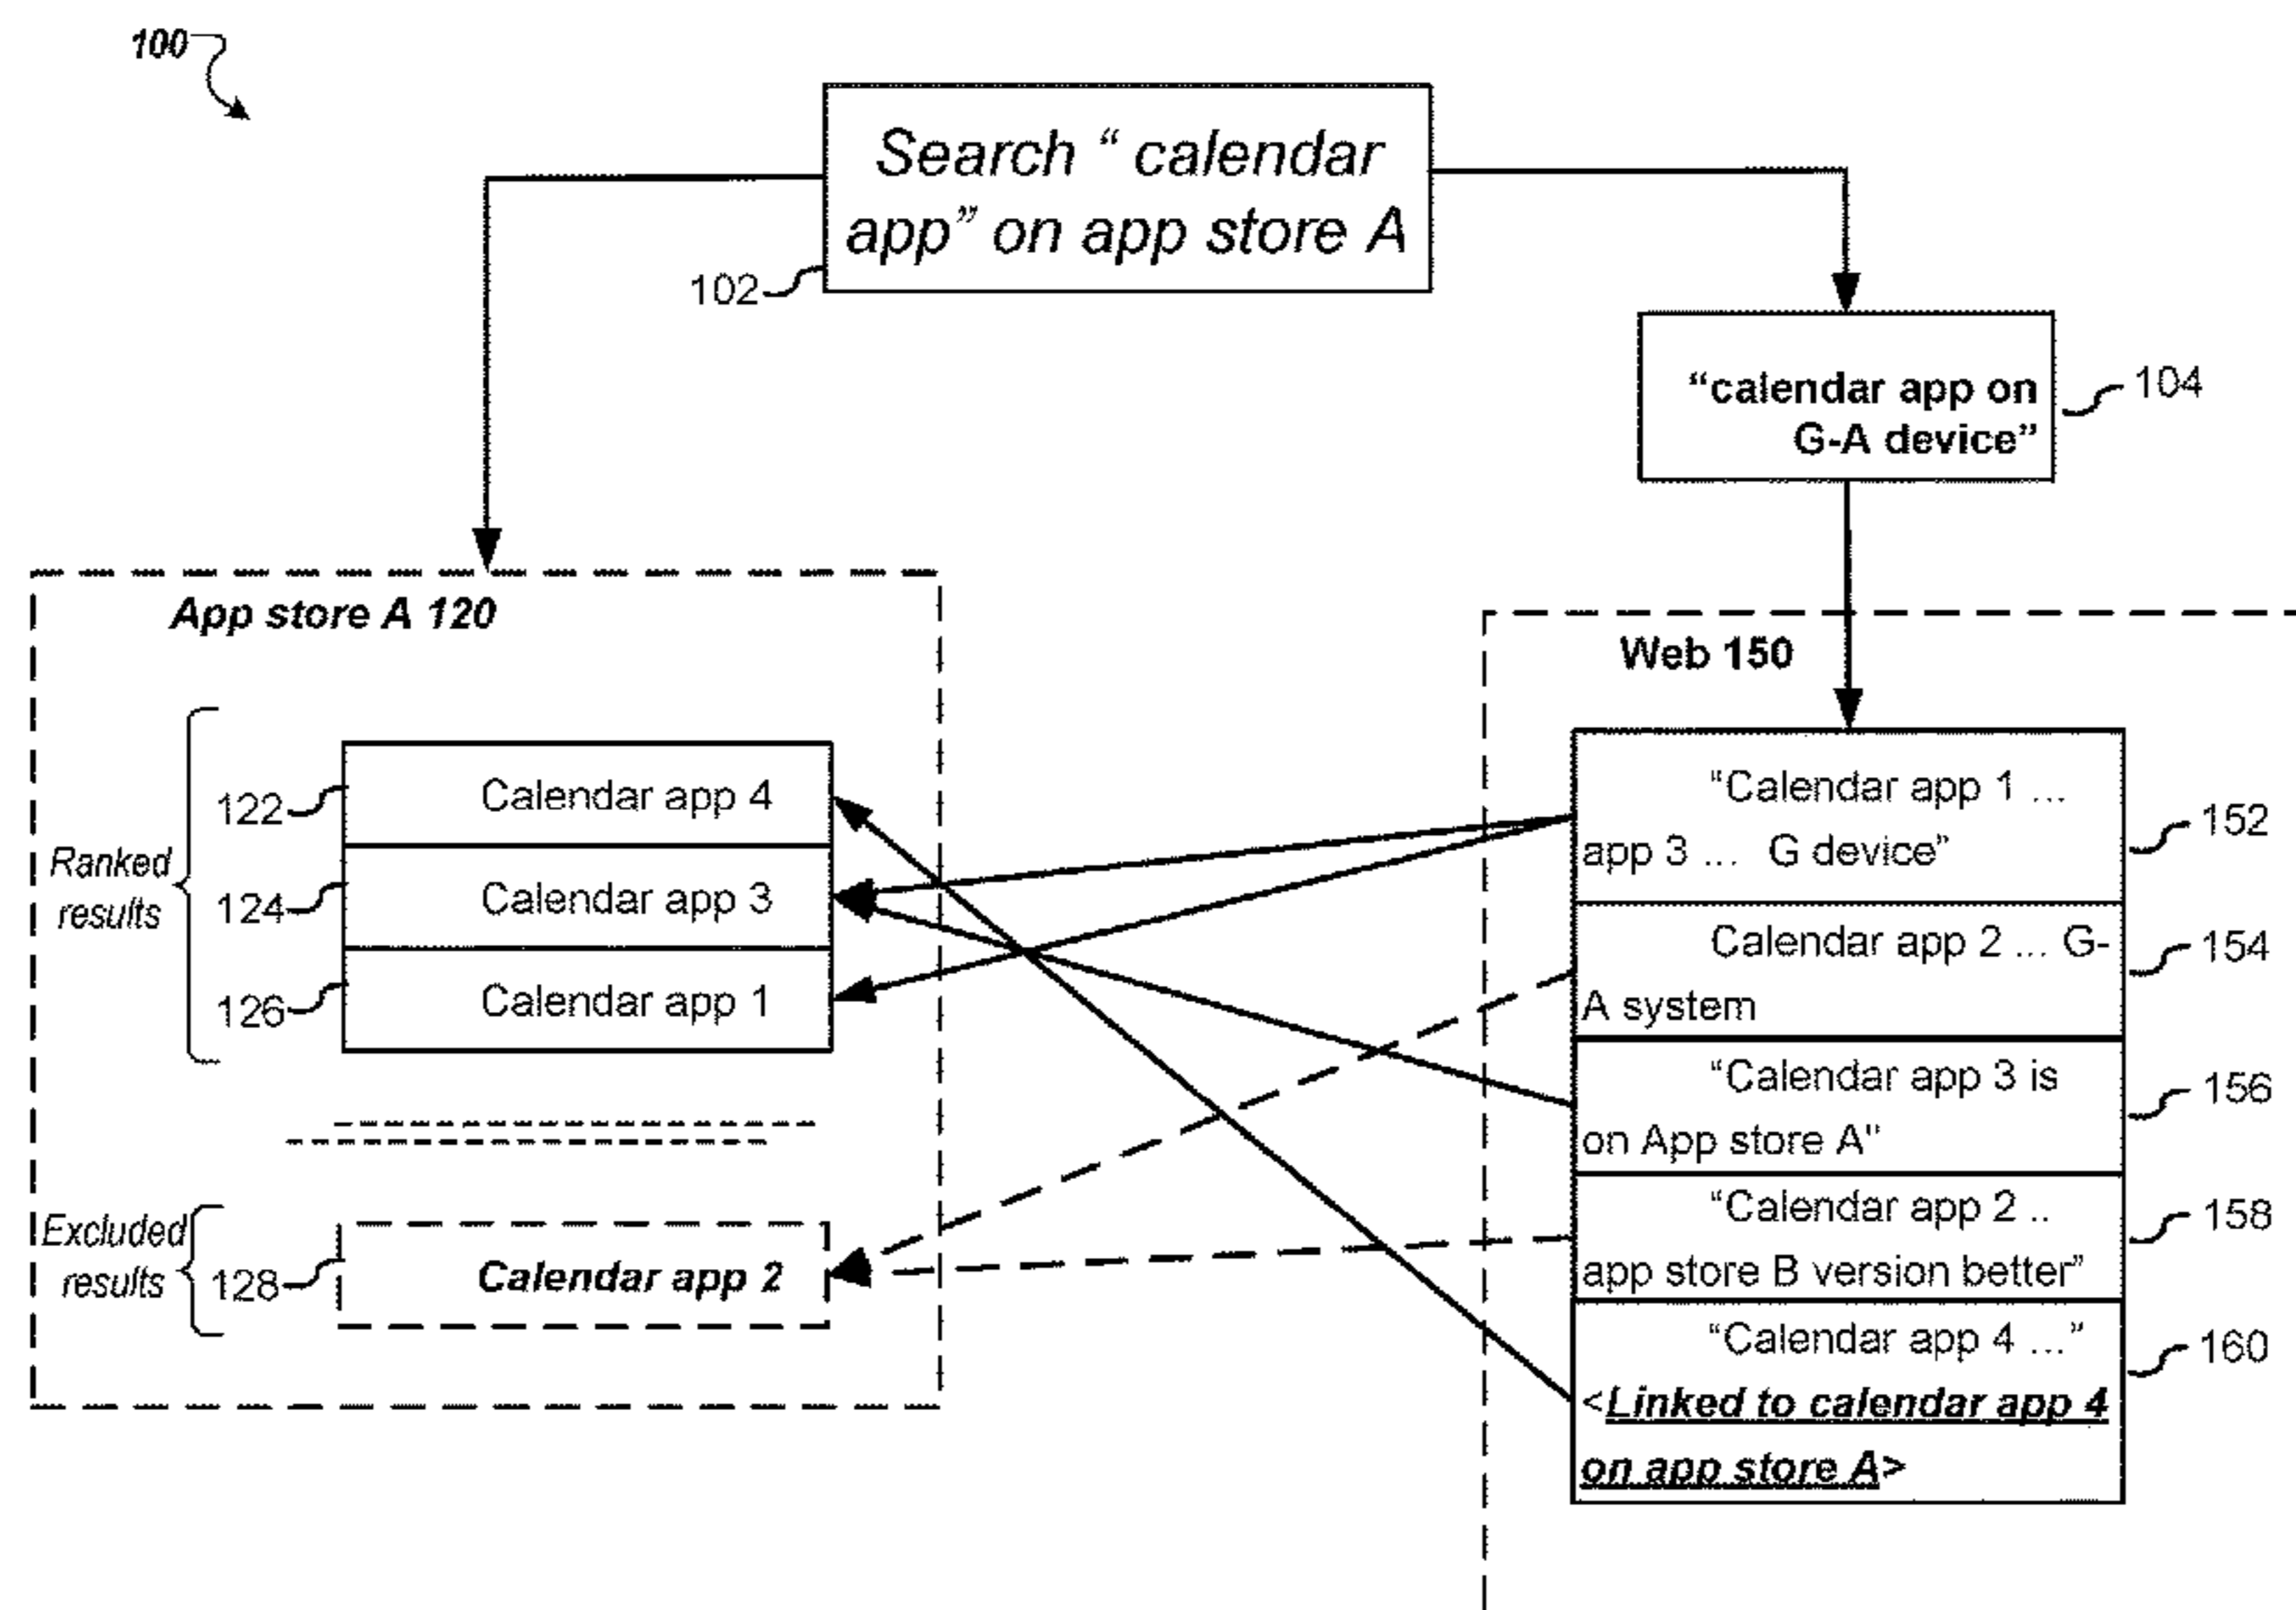 100
Search “ calendar
app” on app store A
102
“calendar app on
G-A device”
104
App store A 120
Web 150
Ranked
results
122
Calendar app 4
124
Calendar app 3
126
Calendar app 1
Excluded
results
128
Calendar app 2
“Calendar app 1 ...
app 3 ... G device”
152
Calendar app 2 ... G-
A system
154
“Calendar app 3 is
on App store A”
156
“Calendar app 2 ..
app store B version better”
158
“Calendar app 4 ...”
<Linked to calendar app 4
on app store A>
160